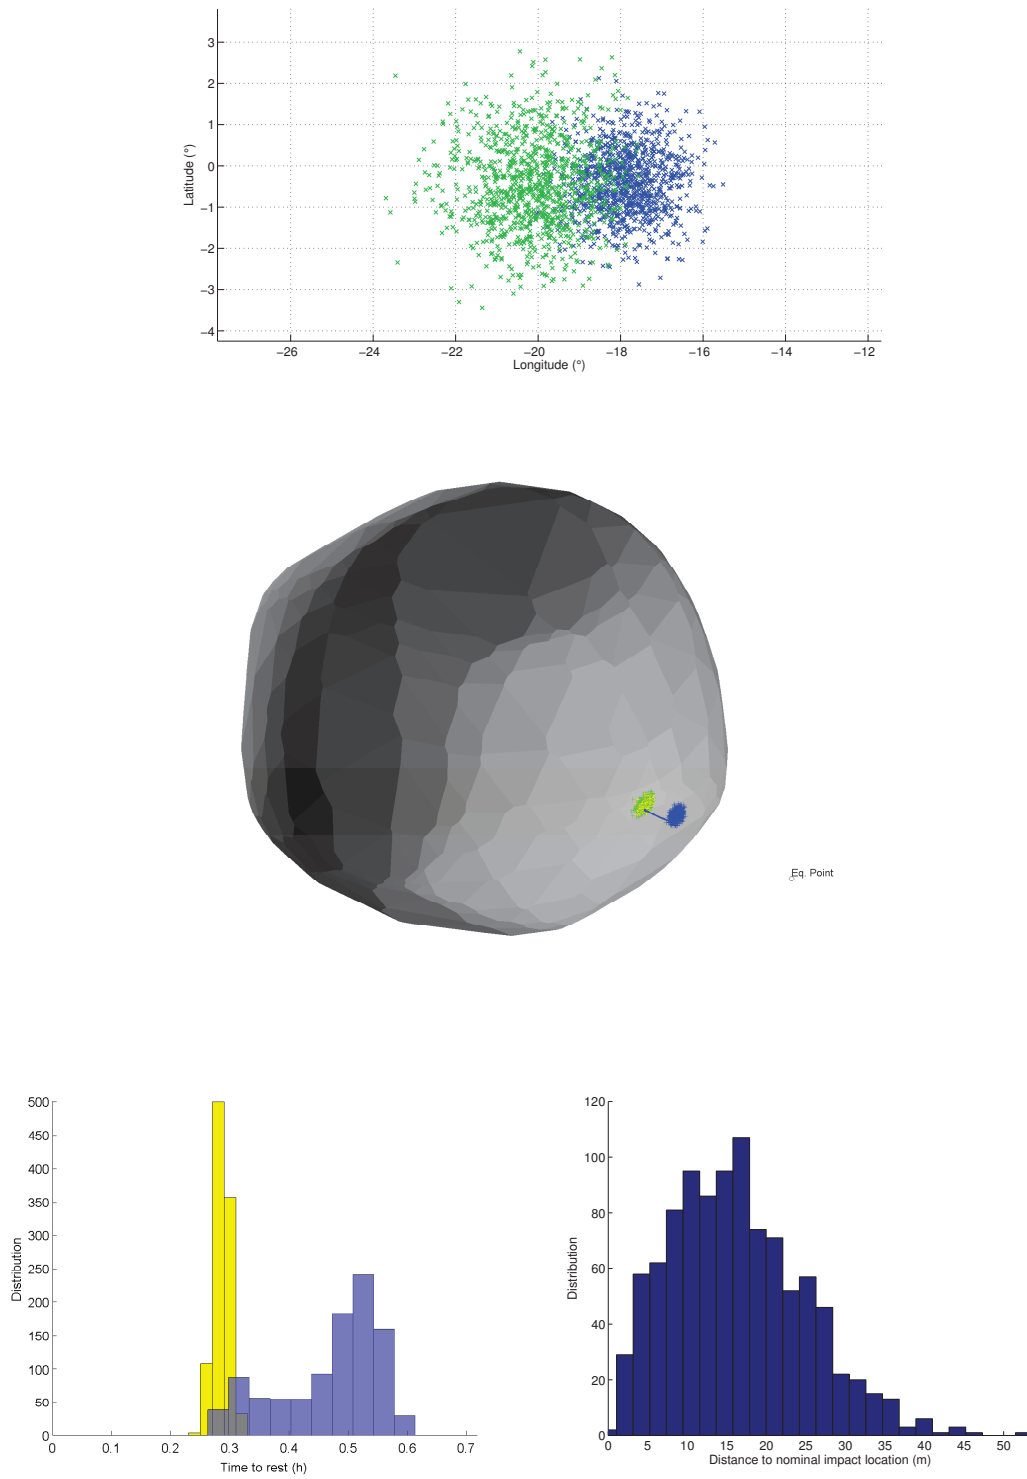 3
2
1
0
−1
−2
−3
−4
Latitude (°)
−26 −24 −22 −20 −18 −16 −14 −12
Longitude (°)
Eq. Point
500
450
400
350
300
250
200
150
100
50
0
Distribution
0 0.1 0.2 0.3 0.4 0.5 0.6 0.7
Time to rest (h)
120
100
80
60
40
20
0
Distribution
0 5 10 15 20 25 30 35 40 45 50
Distance to nominal impact location (m)